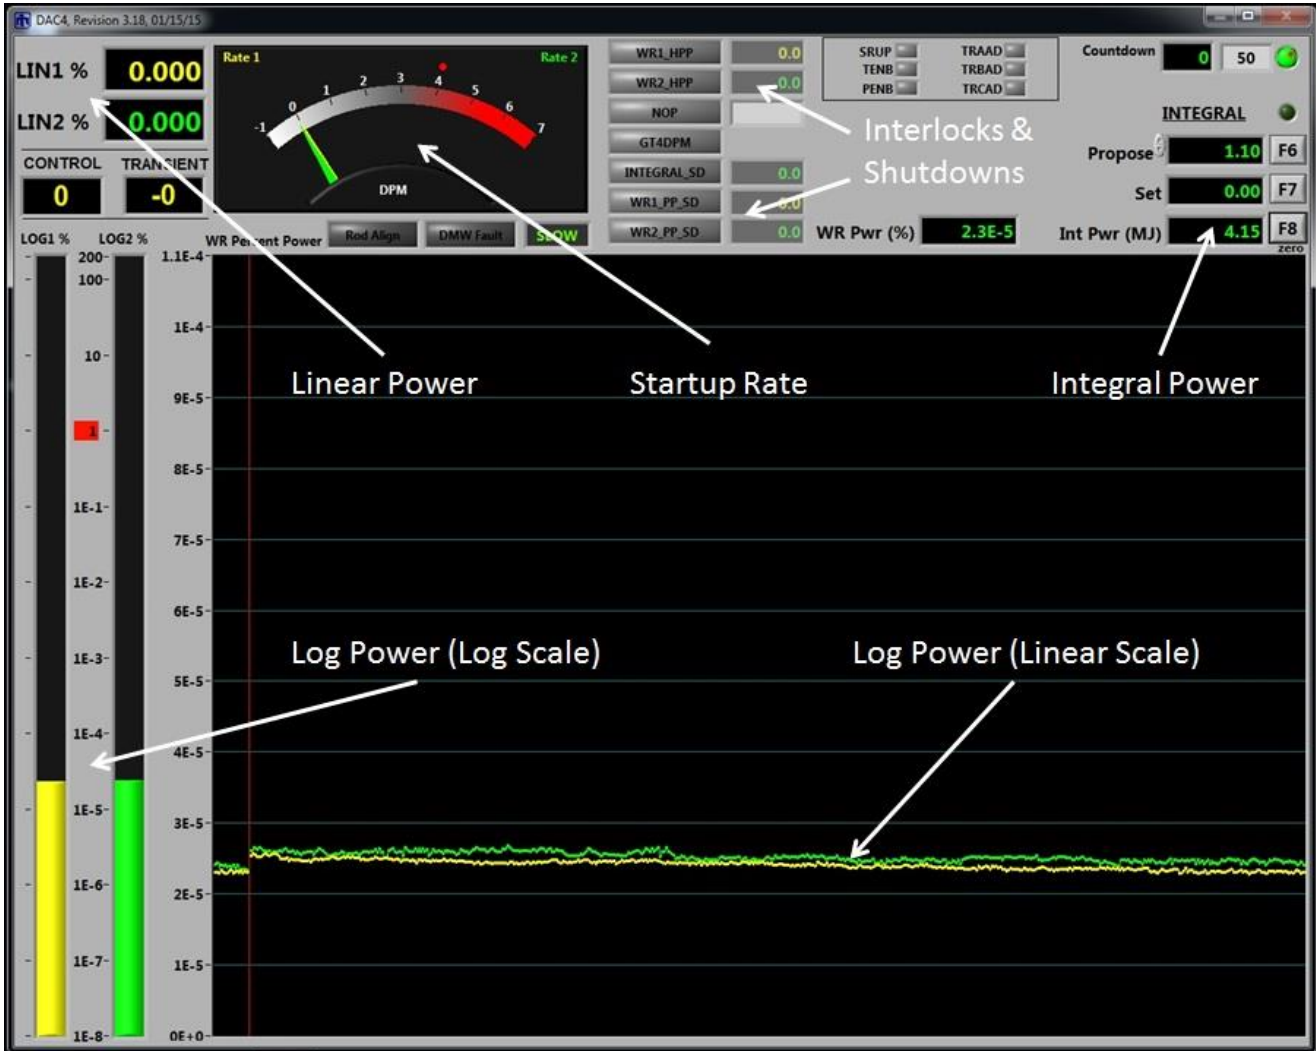 DAC4, Revision 3.18, 01/15/15
LIN1 % 0.000
LIN2 % 0.000
CONTROL TRANSIENT
0 -0
Rate 1 Rate 2
-1 0 1 2 3 4 5 6 7
DPM
WR1_HPP 0.0
WR2_HPP 0.0
NOP
GT4DPM
INTEGRAL_SD 0.0
WR1_PP_SD 0.0
WR2_PP_SD 0.0
SRUP TRAAD
TENB TRBAD
PENB TRCAD
Interlocks &
Shutdowns
Countdown 0 50
INTEGRAL
Propose 1.10 F6
Set 0.00 F7
WR Pwr (%) 2.3E-5
Int Pwr (MJ) 4.15 F8
zero
LOG1 % LOG2 %
WR Percent Power Rod Align DMW Fault SLOW
200
100
10
1
1E-1
1E-2
1E-3
1E-4
1E-5
1E-6
1E-7
1E-8
1.1E-4
1E-4
9E-5
8E-5
7E-5
6E-5
5E-5
4E-5
3E-5
2E-5
1E-5
0E+0
Linear Power
Startup Rate
Integral Power
Log Power (Log Scale)
Log Power (Linear Scale)